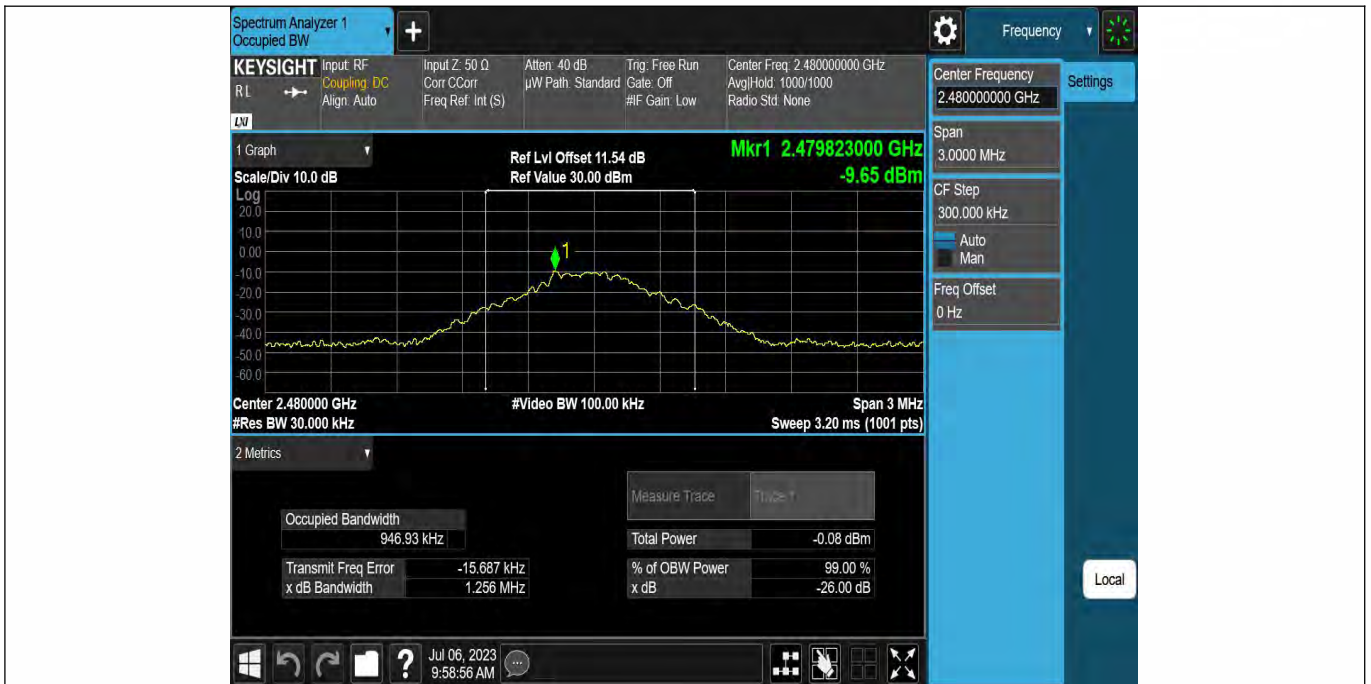 Spectrum Analyzer 1
Occupied BW
+
Frequency
KEYSIGHT
R L
LXI
Input: RF
Coupling: DC
Align: Auto
Input Z: 50 Ω
Corr CCorr
Freq Ref: Int (S)
Atten: 40 dB
µW Path: Standard
Trig: Free Run
Gate: Off
#IF Gain: Low
Center Freq: 2.480000000 GHz
Avg|Hold: 1000/1000
Radio Std: None
Center Frequency
2.480000000 GHz
Settings
Span
3.0000 MHz
CF Step
300.000 kHz
Auto
Man
Freq Offset
0 Hz
Local
1 Graph
Scale/Div 10.0 dB
Ref Lvl Offset 11.54 dB
Ref Value 30.00 dBm
Mkr1 2.479823000 GHz
-9.65 dBm
Log
20.0
10.0
0.00
-10.0
-20.0
-30.0
-40.0
-50.0
-60.0
1
Center 2.480000 GHz
#Res BW 30.000 kHz
#Video BW 100.00 kHz
Span 3 MHz
Sweep 3.20 ms (1001 pts)
2 Metrics
Measure Trace
Trace 1
Occupied Bandwidth
946.93 kHz
Total Power
-0.08 dBm
Transmit Freq Error
-15.687 kHz
% of OBW Power
99.00 %
x dB Bandwidth
1.256 MHz
x dB
-26.00 dB
?
Jul 06, 2023
9:58:56 AM